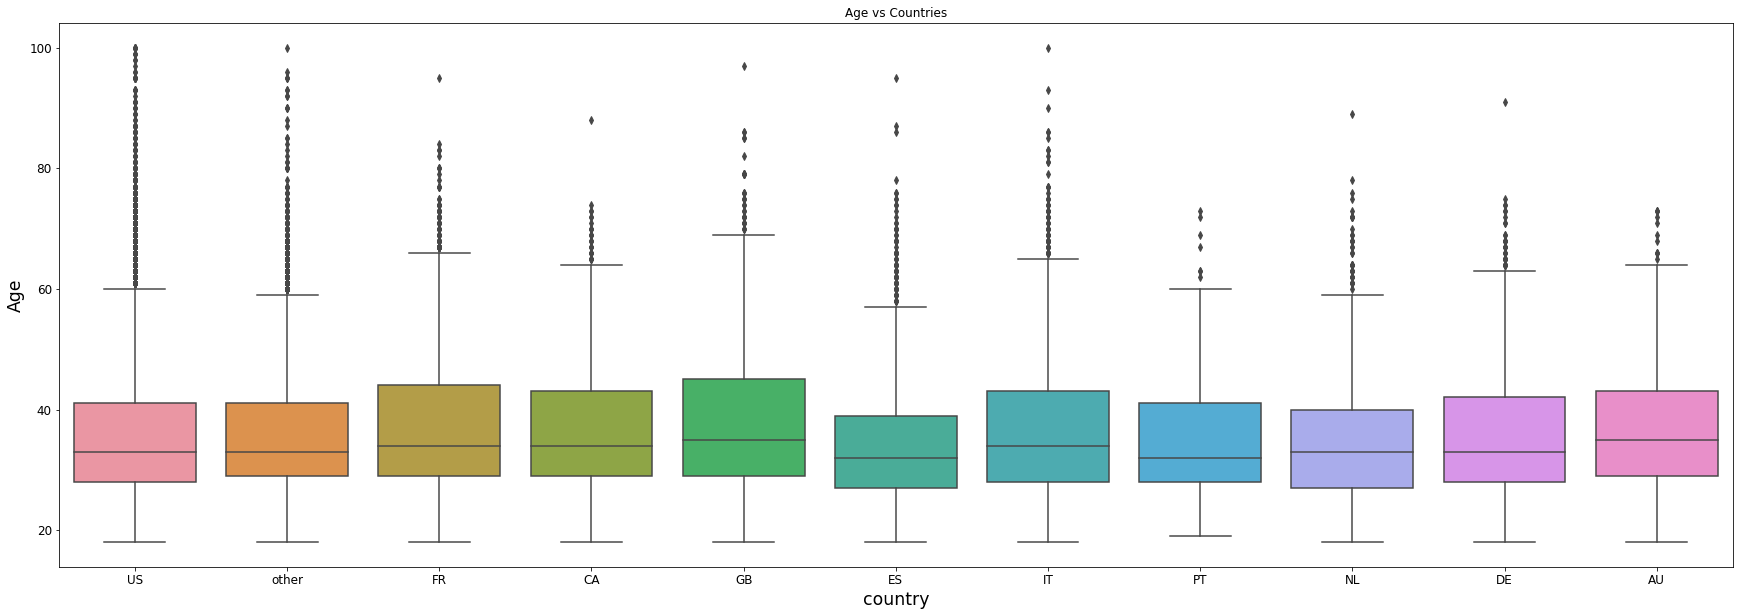 Age vs Countries
100
80
60
40
20
Age
US other FR CA GB ES IT PT NL DE AU
country